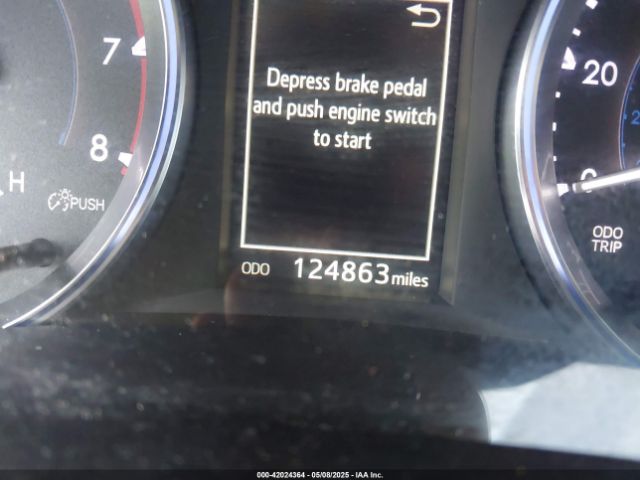 7
8
H
PUSH
Depress brake pedal
and push engine switch
to start
ODO 124863 miles
20
0
ODO
TRIP
000-42024364 | 05/08/2025 | IAA Inc.